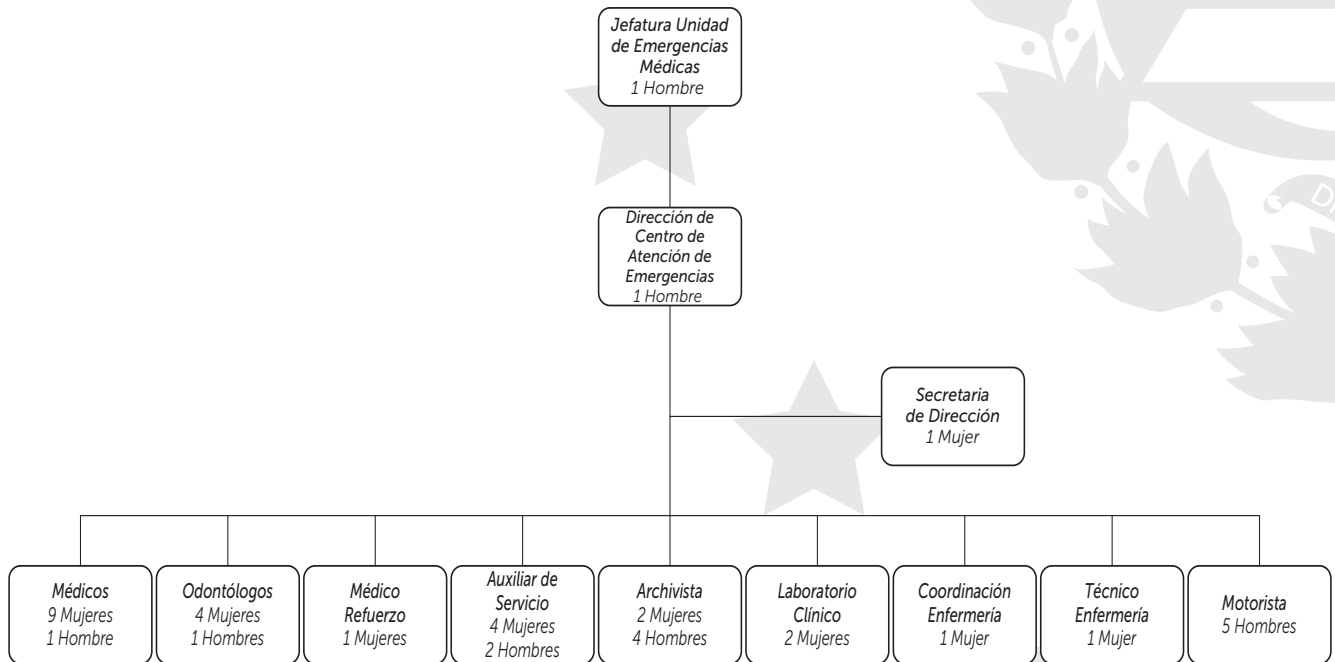 Jefatura Unidad
de Emergencias
Médicas
1 Hombre
Dirección de
Centro de
Atención de
Emergencias
1 Hombre
Secretaria
de Dirección
1 Mujer
Médicos
9 Mujeres
1 Hombre
Odontólogos
4 Mujeres
1 Hombres
Médico
Refuerzo
1 Mujeres
Auxiliar de
Servicio
4 Mujeres
2 Hombres
Archivista
2 Mujeres
4 Hombres
Laboratorio
Clínico
2 Mujeres
Coordinación
Enfermería
1 Mujer
Técnico
Enfermería
1 Mujer
Motorista
5 Hombres